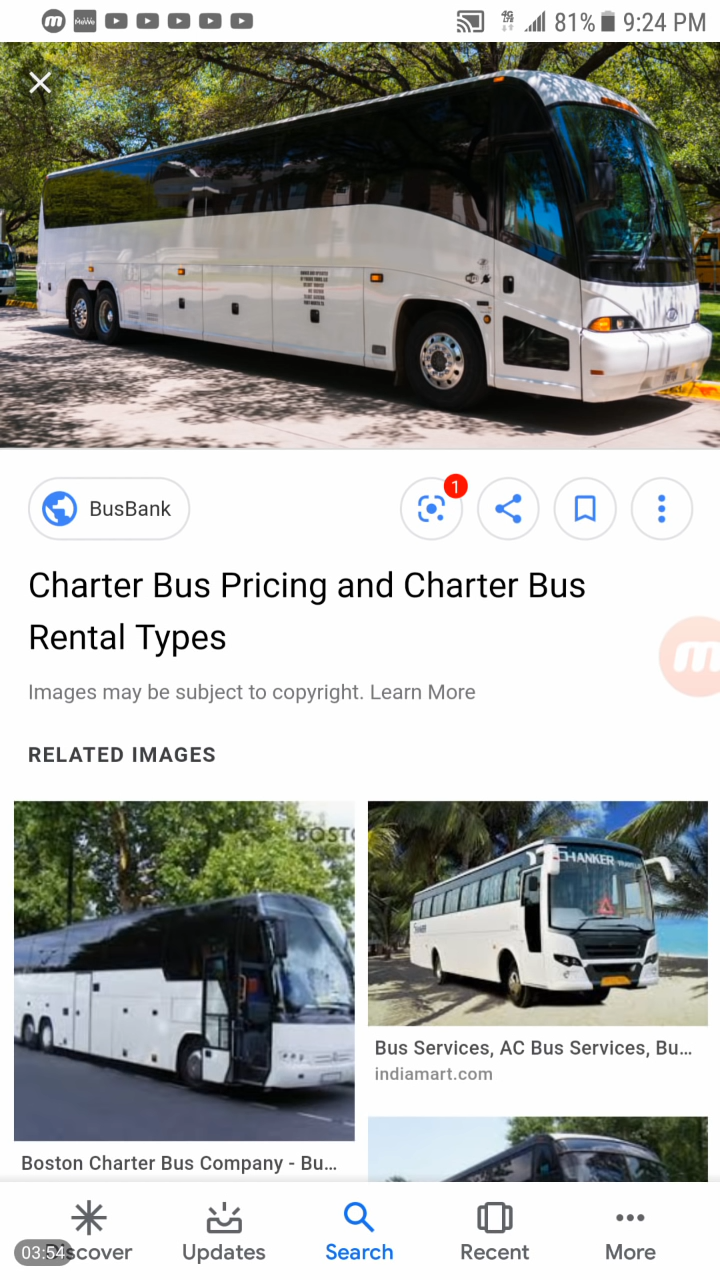 81% 9:24 PM
BusBank
1
Charter Bus Pricing and Charter Bus
Rental Types
Images may be subject to copyright. Learn More
RELATED IMAGES
CHANKER
Bus Services, AC Bus Services, Bu...
indiamart.com
Boston Charter Bus Company - Bu...
03:54
Updates
Search
Recent
More